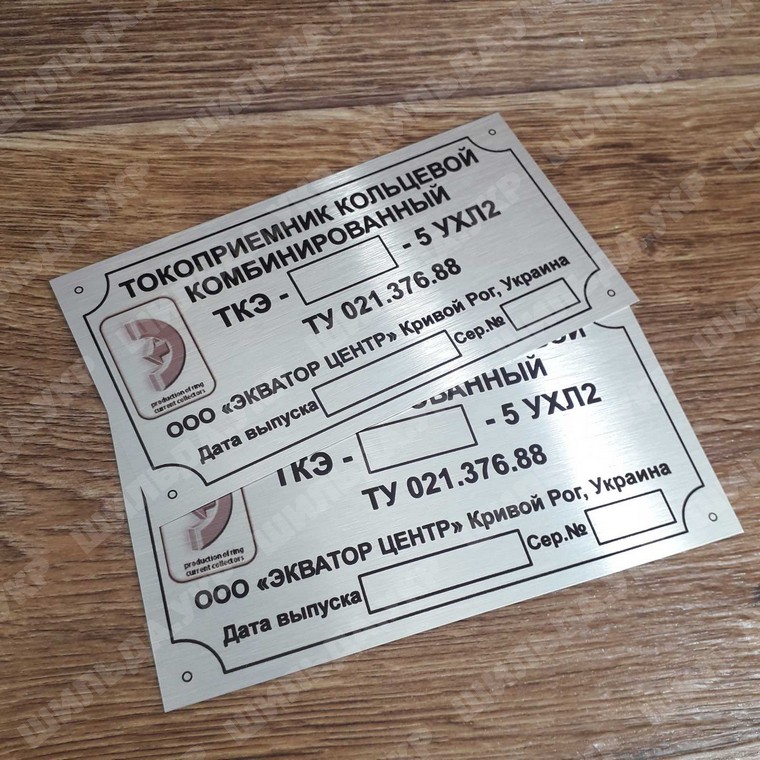 ТОКОПРИЕМНИК КОЛЬЦЕВОЙ
КОМБИНИРОВАННЫЙ
ТКЭ - - 5 УХЛ2
ТУ 021.376.88
production of ring
current collectors
ООО «ЭКВАТОР ЦЕНТР» Кривой Рог, Украина
Дата выпуска Сер.№
ОВАННЫЙ
ТКЭ - - 5 УХЛ2
ТУ 021.376.88
production of ring
current collectors
ООО «ЭКВАТОР ЦЕНТР» Кривой Рог, Украина
Дата выпуска Сер.№